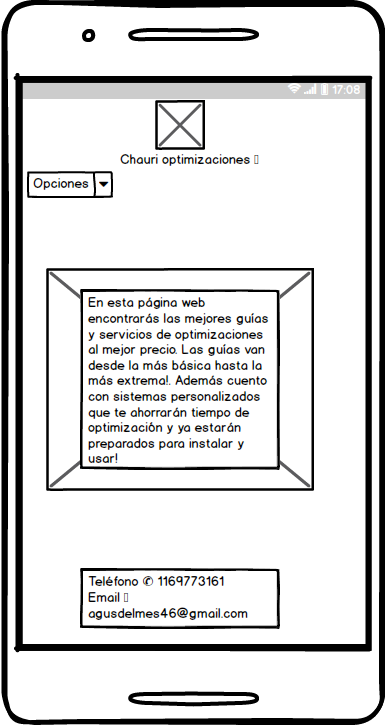 17:08
Chauri optimizaciones ▯
Opciones
En esta página web
encontrarás las mejores guías
y servicios de optimizaciones
al mejor precio. Las guías van
desde la más básica hasta la
más extrema!. Además cuento
con sistemas personalizados
que te ahorrarán tiempo de
optimización y ya estarán
preparados para instalar y
usar!
Teléfono ✆ 1169773161
Email ▯
agusdelmes46@gmail.com